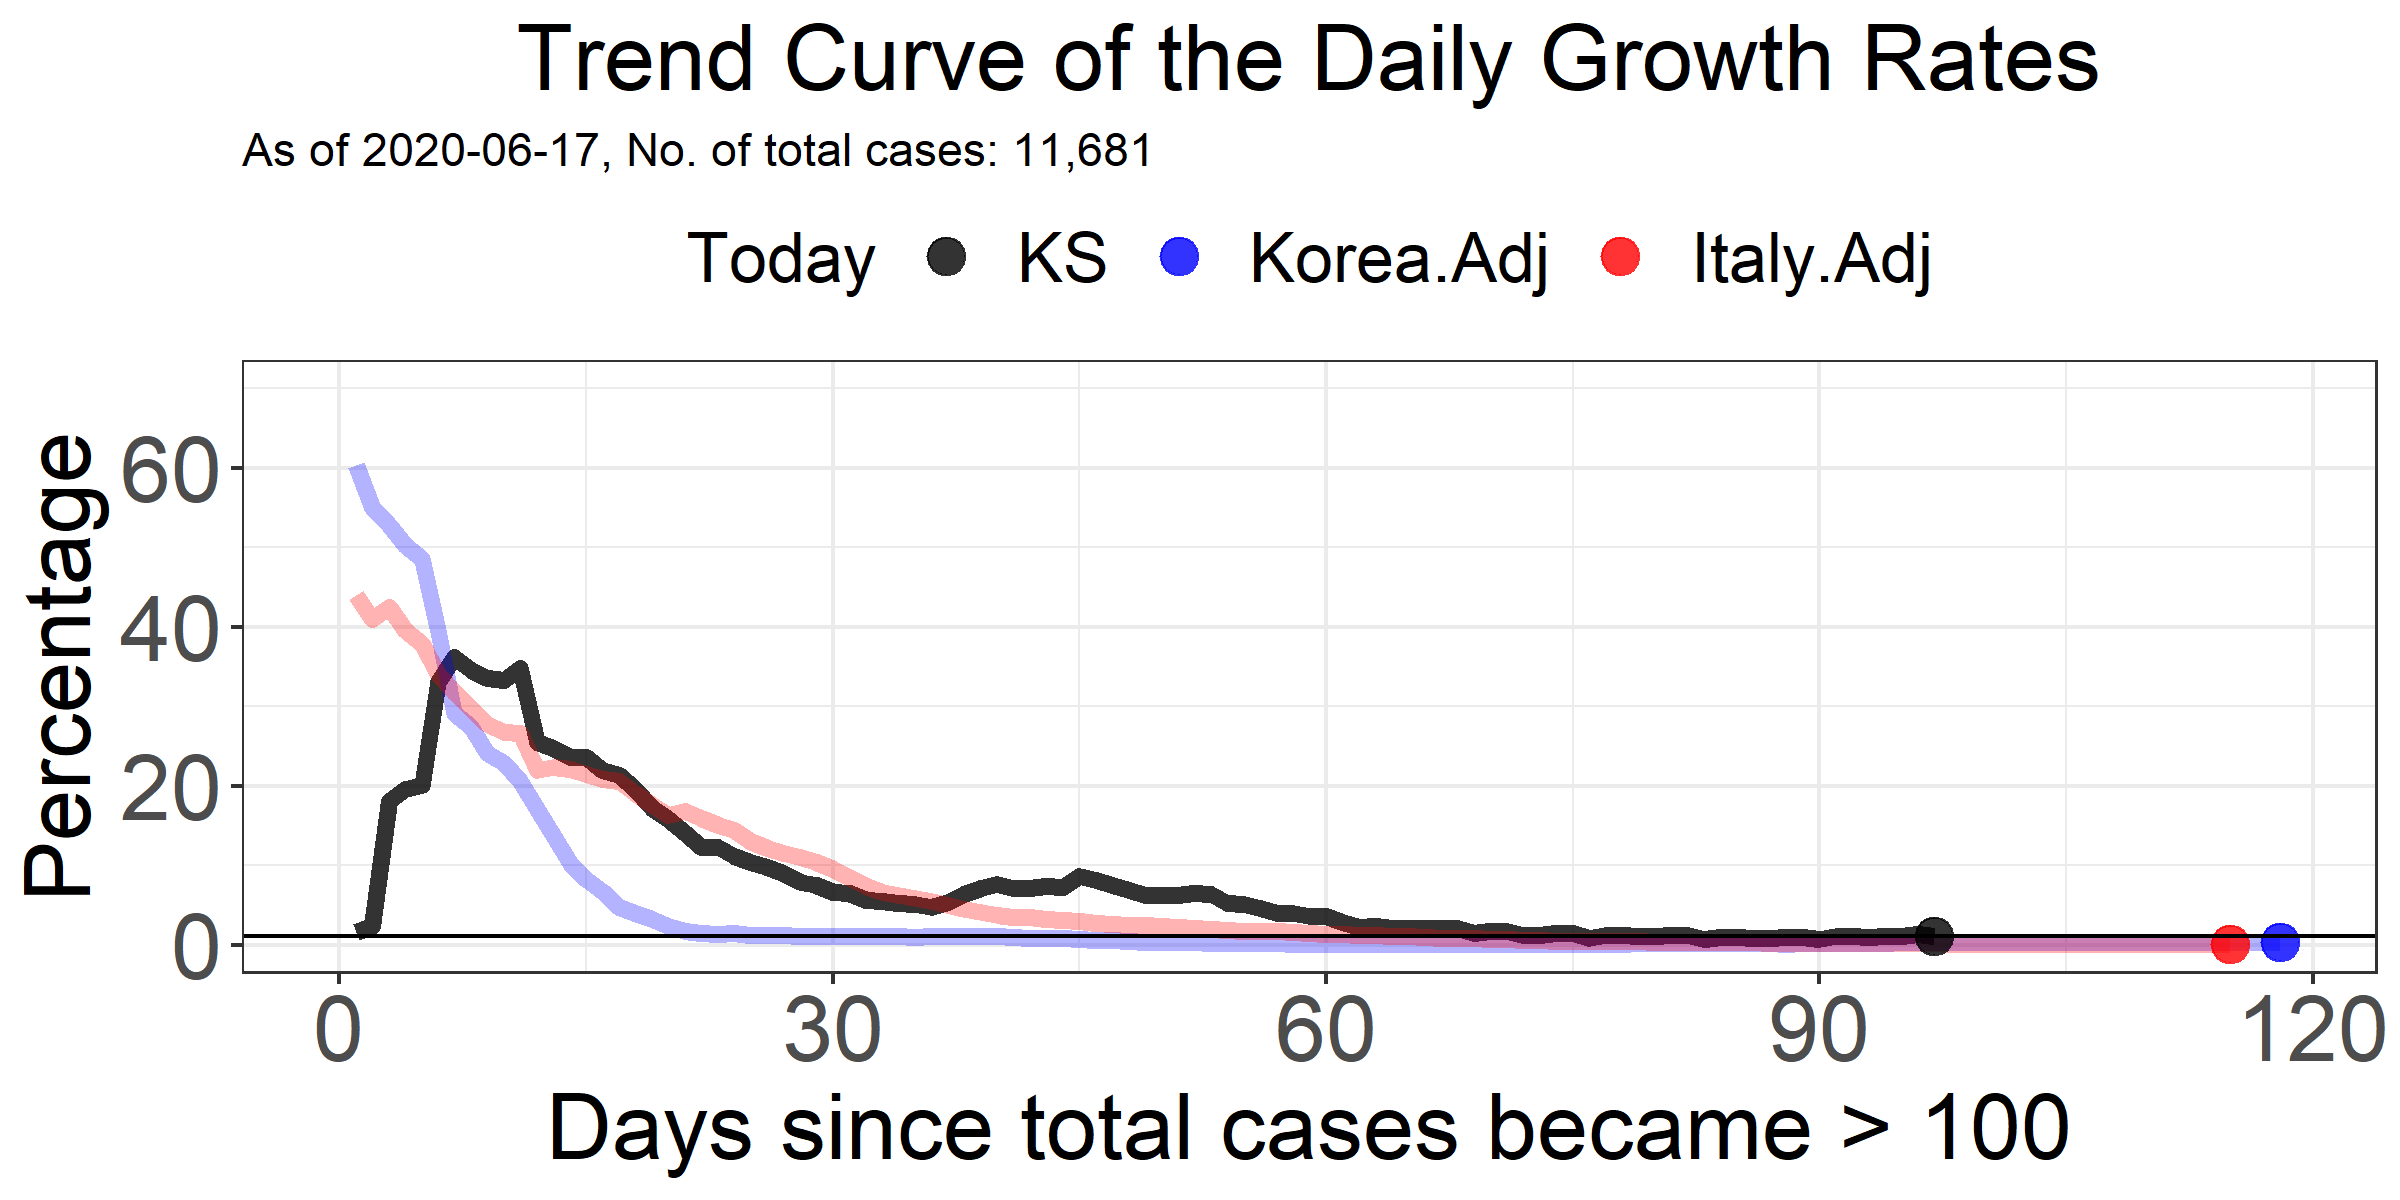 Trend Curve of the Daily Growth Rates
As of 2020-06-17, No. of total cases: 11,681
Today KS Korea.Adj Italy.Adj
Percentage
60
40
20
0
0 30 60 90 120
Days since total cases became > 100